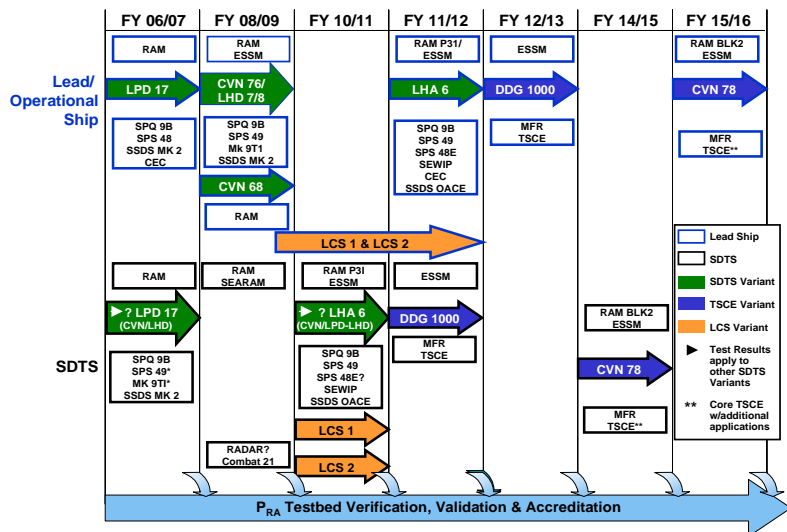 FY 06/07
FY 08/09
FY 10/11
FY 11/12
FY 12/13
FY 14/15
FY 15/16
Lead/
Operational
Ship
RAM
LPD 17
SPQ 9B
SPS 48
SSDS MK 2
CEC
RAM
ESSM
CVN 76/
LHD 7/8
SPQ 9B
SPS 49
Mk 9T1
SSDS MK 2
CVN 68
RAM
LCS 1 & LCS 2
RAM P31/
ESSM
LHA 6
SPQ 9B
SPS 49
SPS 48E
SEWIP
CEC
SSDS OACE
ESSM
DDG 1000
MFR
TSCE
RAM BLK2
ESSM
CVN 78
MFR
TSCE**
SDTS
RAM
? LPD 17
(CVN/LHD)
SPQ 9B
SPS 49*
MK 9TI*
SSDS MK 2
RAM
SEARAM
RADAR?
Combat 21
RAM P3I
ESSM
? LHA 6
(CVN/LPD-LHD)
SPQ 9B
SPS 49
SPS 48E?
SEWIP
SSDS OACE
LCS 1
LCS 2
ESSM
DDG 1000
MFR
TSCE
RAM BLK2
ESSM
CVN 78
MFR
TSCE**
Lead Ship
SDTS
SDTS Variant
TSCE Variant
LCS Variant
Test Results
apply to
other SDTS
Variants
** Core TSCE
w/additional
applications
PRA Testbed Verification, Validation & Accreditation